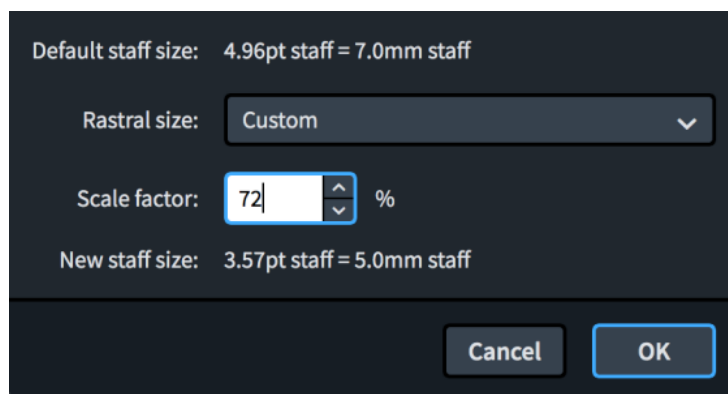 Default staff size: 4.96pt staff = 7.0mm staff
Rastral size: Custom
Scale factor: 72 %
New staff size: 3.57pt staff = 5.0mm staff
Cancel OK